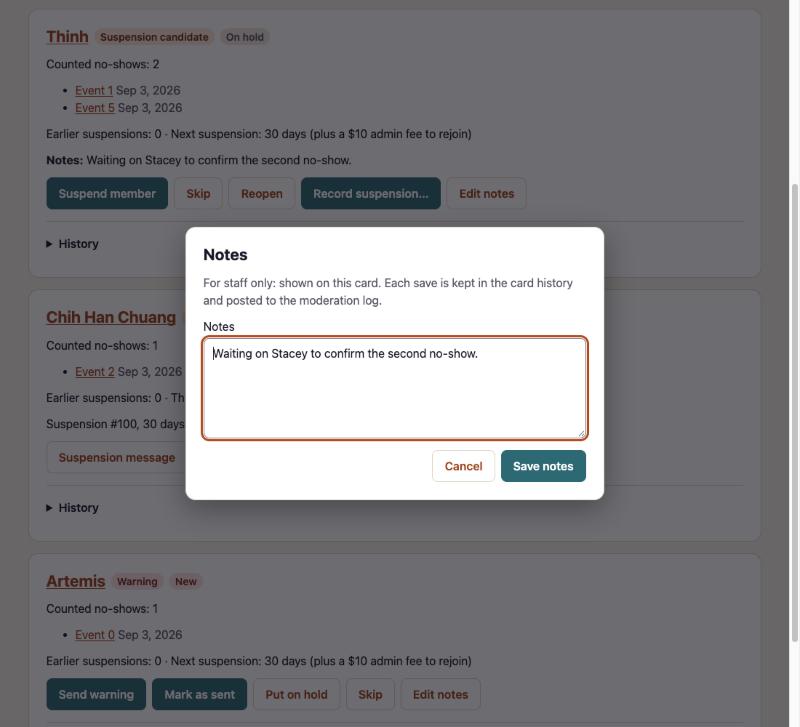 Thinh Suspension candidate On hold
Counted no-shows: 2
• Event 1 Sep 3, 2026
• Event 5 Sep 3, 2026
Earlier suspensions: 0 · Next suspension: 30 days (plus a $10 admin fee to rejoin)
Notes: Waiting on Stacey to confirm the second no-show.
Suspend member Skip Reopen Record suspension... Edit notes
History
Chih Han Chuang
Counted no-shows: 1
• Event 2 Sep 3, 2026
Earlier suspensions: 0 ·
Suspension #100, 30 days
Suspension message
History
Notes
For staff only: shown on this card. Each save is kept in the card history
and posted to the moderation log.
Notes
Waiting on Stacey to confirm the second no-show.
Cancel Save notes
Artemis Warning New
Counted no-shows: 1
• Event 0 Sep 3, 2026
Earlier suspensions: 0 · Next suspension: 30 days (plus a $10 admin fee to rejoin)
Send warning Mark as sent Put on hold Skip Edit notes